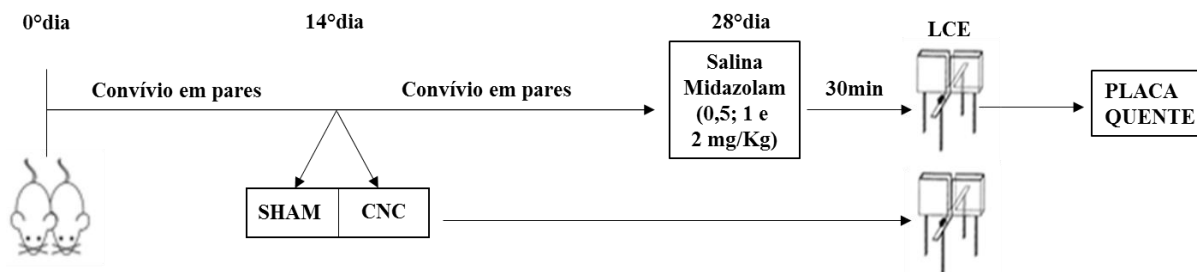 0°dia
14°dia
28°dia
LCE
Convívio em pares
Convívio em pares
Salina
Midazolam
(0,5; 1 e
2 mg/Kg)
30min
PLACA
QUENTE
SHAM
CNC